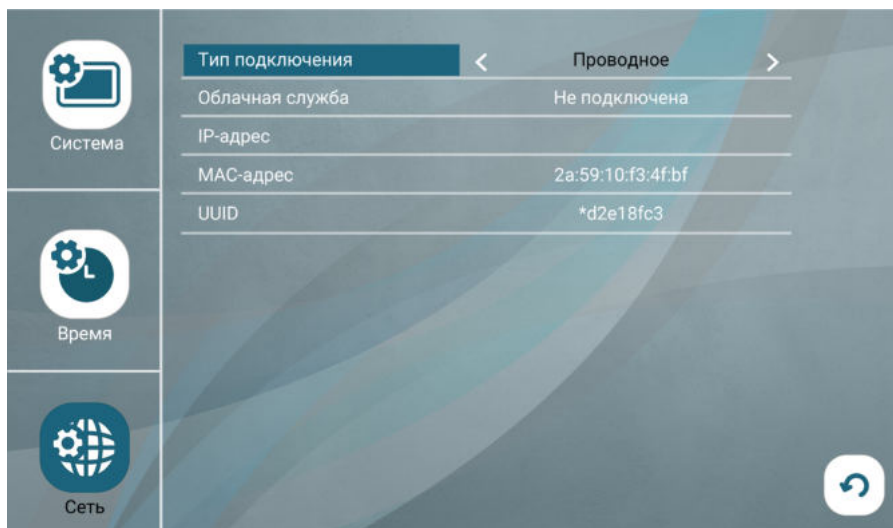 Система
Время
Сеть
Тип подключения < Проводное >
Облачная служба Не подключена
IP-адрес
MAC-адрес 2a:59:10:f3:4f:bf
UUID *d2e18fc3